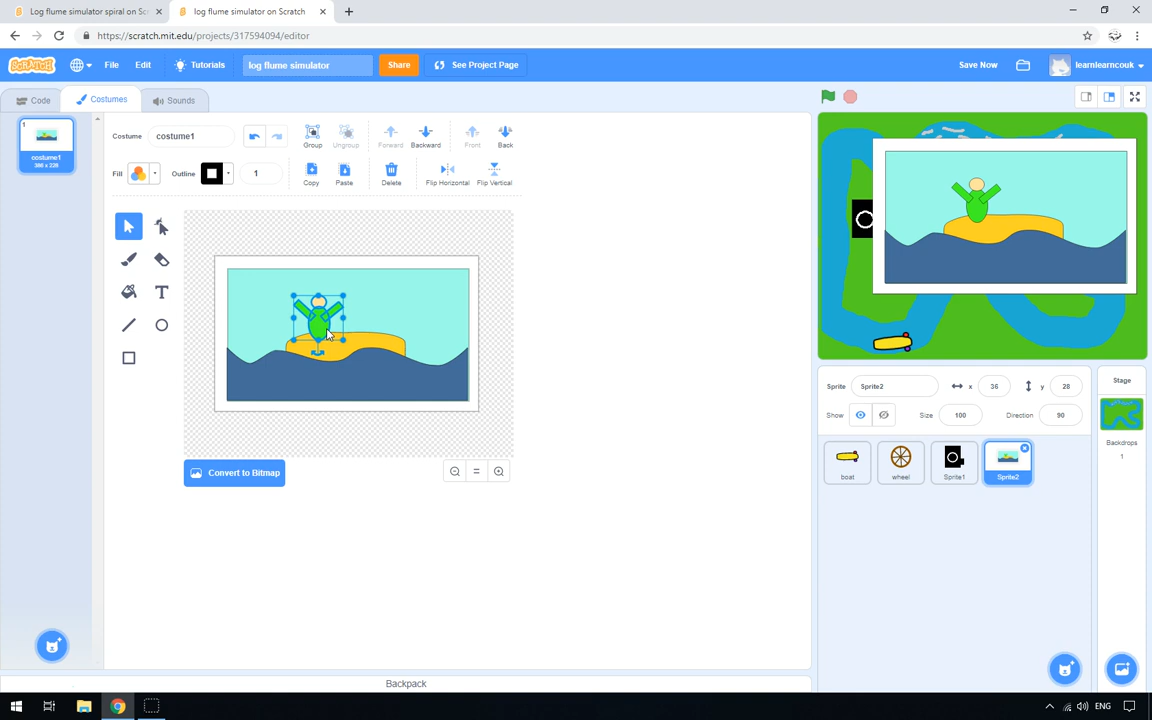 Log flume simulator spiral on Sc
log flume simulator on Scratch
https://scratch.mit.edu/projects/317594094/editor
SCRATCH
File
Edit
Tutorials
log flume simulator
Share
See Project Page
Save Now
learnlearncouk
Code
Costumes
Sounds
1
costume1
386 x 226
Costume
costume1
Group
Ungroup
Forward
Backward
Front
Back
Fill
Outline
1
Copy
Paste
Delete
Flip Horizontal
Flip Vertical
Convert to Bitmap
Sprite
Sprite2
x
36
y
28
Show
Size
100
Direction
90
boat
wheel
Sprite1
Sprite2
Stage
Backdrops
1
Backpack
ENG